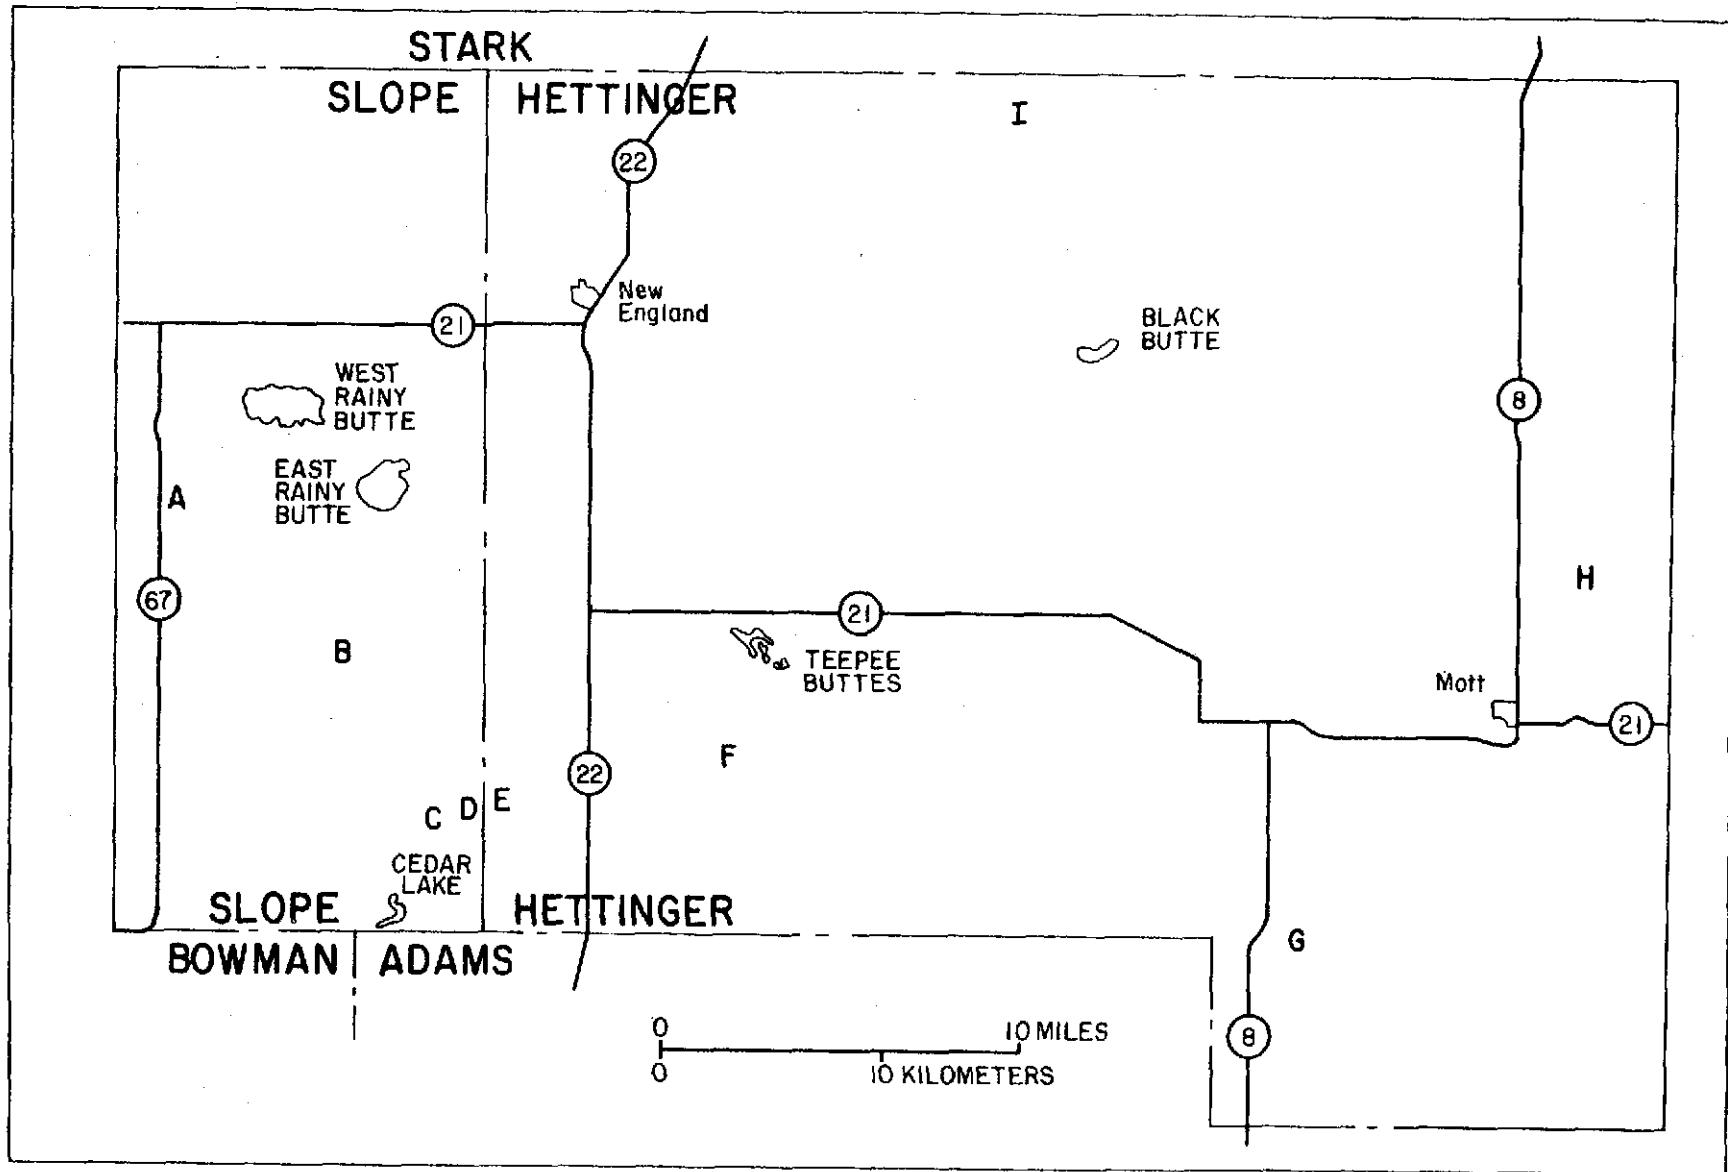 STARK
SLOPE
HETTINGER
I
22
New
England
21
BLACK
BUTTE
WEST
RAINY
BUTTE
8
EAST
RAINY
BUTTE
A
H
67
21
B
TEEPEE
BUTTES
Mott
21
F
22
C
D
E
CEDAR
LAKE
SLOPE
HETTINGER
G
BOWMAN
ADAMS
0
10 MILES
8
0
10 KILOMETERS